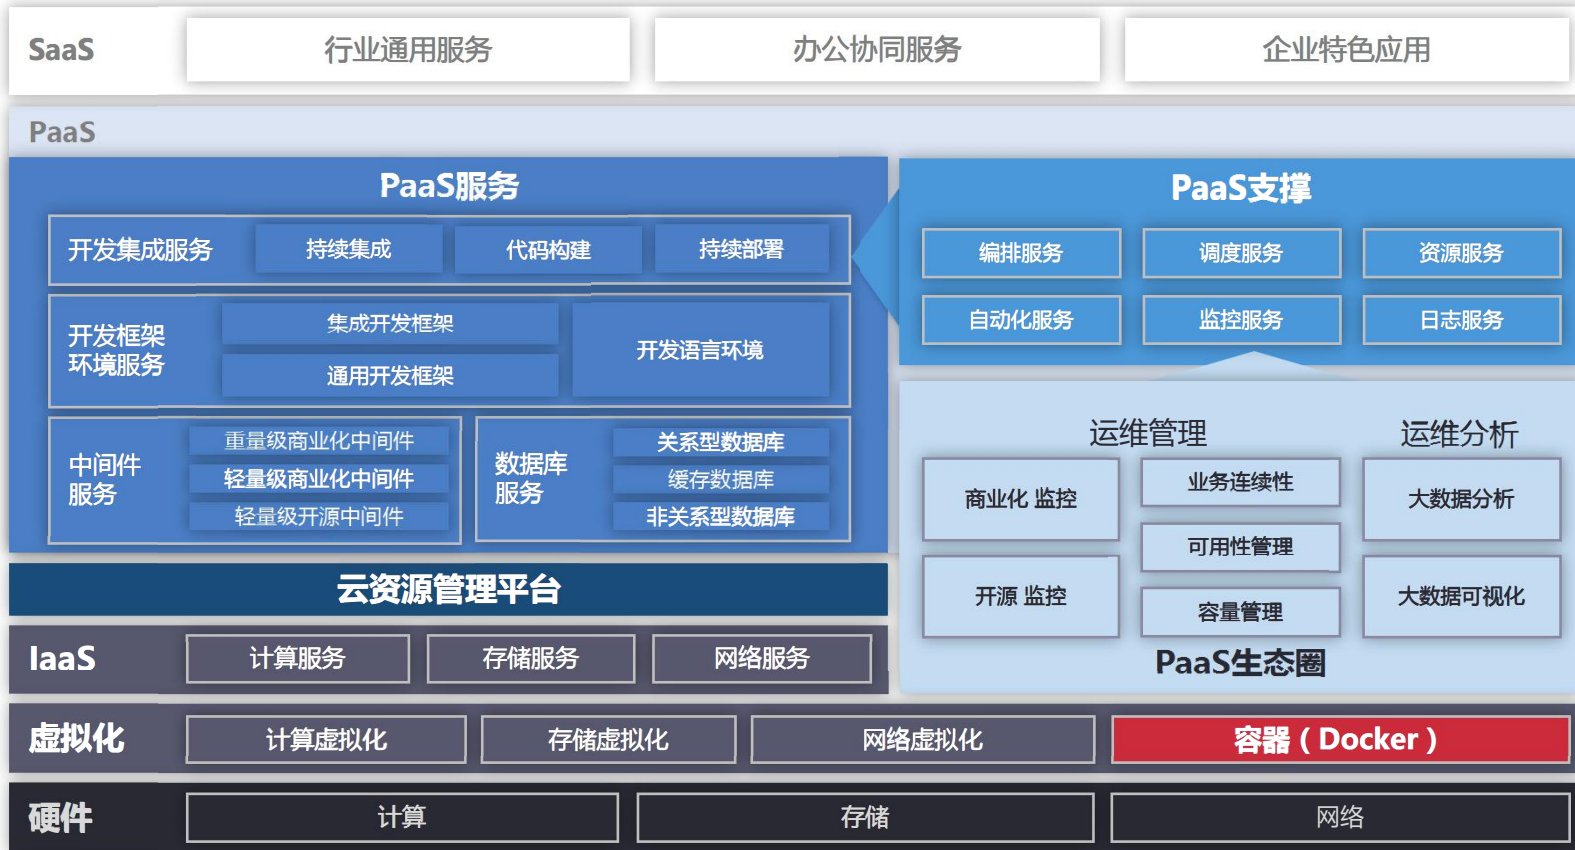 SaaS
行业通用服务
办公协同服务
企业特色应用
PaaS
PaaS服务
开发集成服务
持续集成
代码构建
持续部署
开发框架
环境服务
集成开发框架
通用开发框架
开发语言环境
中间件
服务
重量级商业化中间件
轻量级商业化中间件
轻量级开源中间件
数据库
服务
关系型数据库
缓存数据库
非关系型数据库
PaaS支撑
编排服务
调度服务
资源服务
自动化服务
监控服务
日志服务
运维管理
运维分析
商业化 监控
开源 监控
业务连续性
可用性管理
容量管理
大数据分析
大数据可视化
PaaS生态圈
云资源管理平台
IaaS
计算服务
存储服务
网络服务
虚拟化
计算虚拟化
存储虚拟化
网络虚拟化
容器（Docker）
硬件
计算
存储
网络